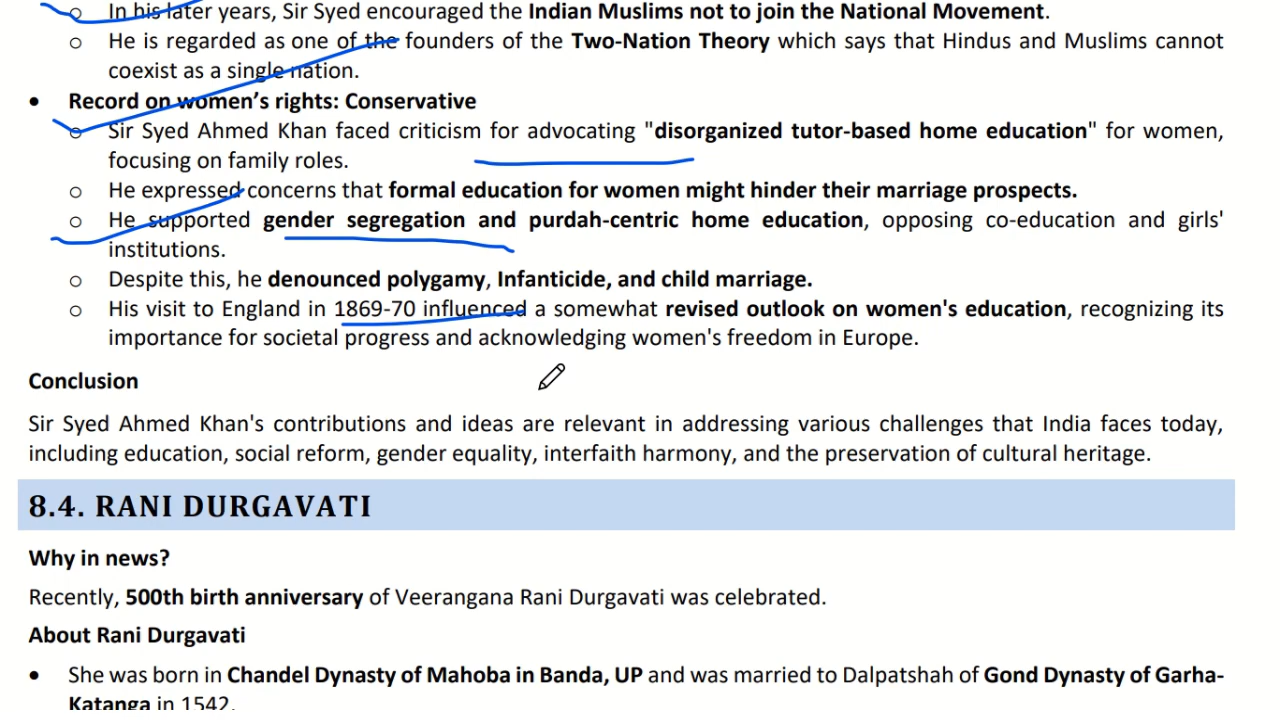 o In his later years, Sir Syed encouraged the Indian Muslims not to join the National Movement.
o He is regarded as one of the founders of the Two-Nation Theory which says that Hindus and Muslims cannot
coexist as a single nation.
• Record on women’s rights: Conservative
o Sir Syed Ahmed Khan faced criticism for advocating "disorganized tutor-based home education" for women,
focusing on family roles.
o He expressed concerns that formal education for women might hinder their marriage prospects.
o He supported gender segregation and purdah-centric home education, opposing co-education and girls'
institutions.
o Despite this, he denounced polygamy, Infanticide, and child marriage.
o His visit to England in 1869-70 influenced a somewhat revised outlook on women's education, recognizing its
importance for societal progress and acknowledging women's freedom in Europe.
Conclusion
Sir Syed Ahmed Khan's contributions and ideas are relevant in addressing various challenges that India faces today,
including education, social reform, gender equality, interfaith harmony, and the preservation of cultural heritage.
8.4. RANI DURGAVATI
Why in news?
Recently, 500th birth anniversary of Veerangana Rani Durgavati was celebrated.
About Rani Durgavati
• She was born in Chandel Dynasty of Mahoba in Banda, UP and was married to Dalpatshah of Gond Dynasty of Garha-
Katanga in 1542.